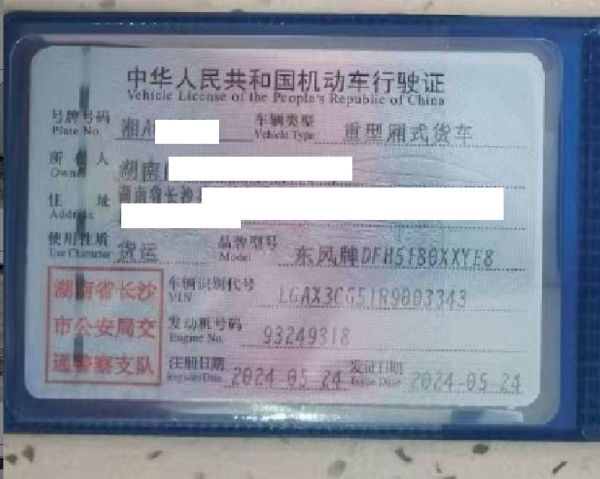 中华人民共和国机动车行驶证
Vehicle License of the People's Republic of China
号牌号码 湘A 车辆类型 重型厢式货车
Plate No. Vehicle Type
所有人 湖南
Owner
住址 湖南省长沙
Address
使用性质 货运 品牌型号 东风牌DFH5180XXYE8
Use Character Model
湖南省长沙 车辆识别代号 LGAX3CG51R9003343
VIN
市公安局交 发动机号码 93249318
Engine No.
通警察支队 注册日期 2024-05-24 发证日期 2024-05-24
Register Date Issue Date